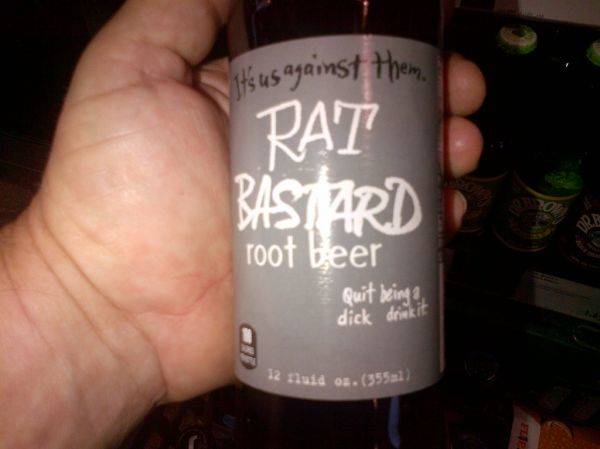 It's us against them.
RAT
BASTARD
root beer
Quit being a
dick drink it
12 fluid oz. (355ml)